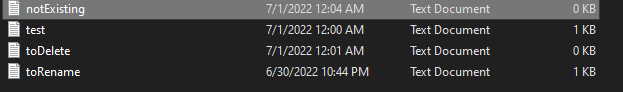 notExisting 7/1/2022 12:04 AM Text Document 0 KB
test 7/1/2022 12:00 AM Text Document 1 KB
toDelete 7/1/2022 12:01 AM Text Document 0 KB
toRename 6/30/2022 10:44 PM Text Document 1 KB